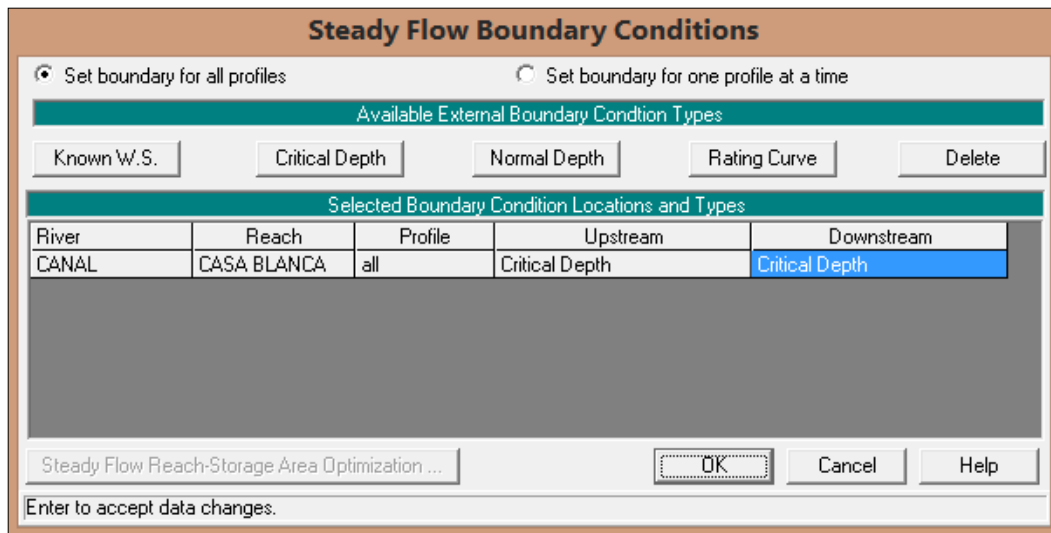 Steady Flow Boundary Conditions
Set boundary for all profiles Set boundary for one profile at a time
Available External Boundary Condtion Types
Known W.S. Critical Depth Normal Depth Rating Curve Delete
Selected Boundary Condition Locations and Types
River Reach Profile Upstream Downstream
CANAL CASA BLANCA all Critical Depth Critical Depth
Steady Flow Reach-Storage Area Optimization ... OK Cancel Help
Enter to accept data changes.